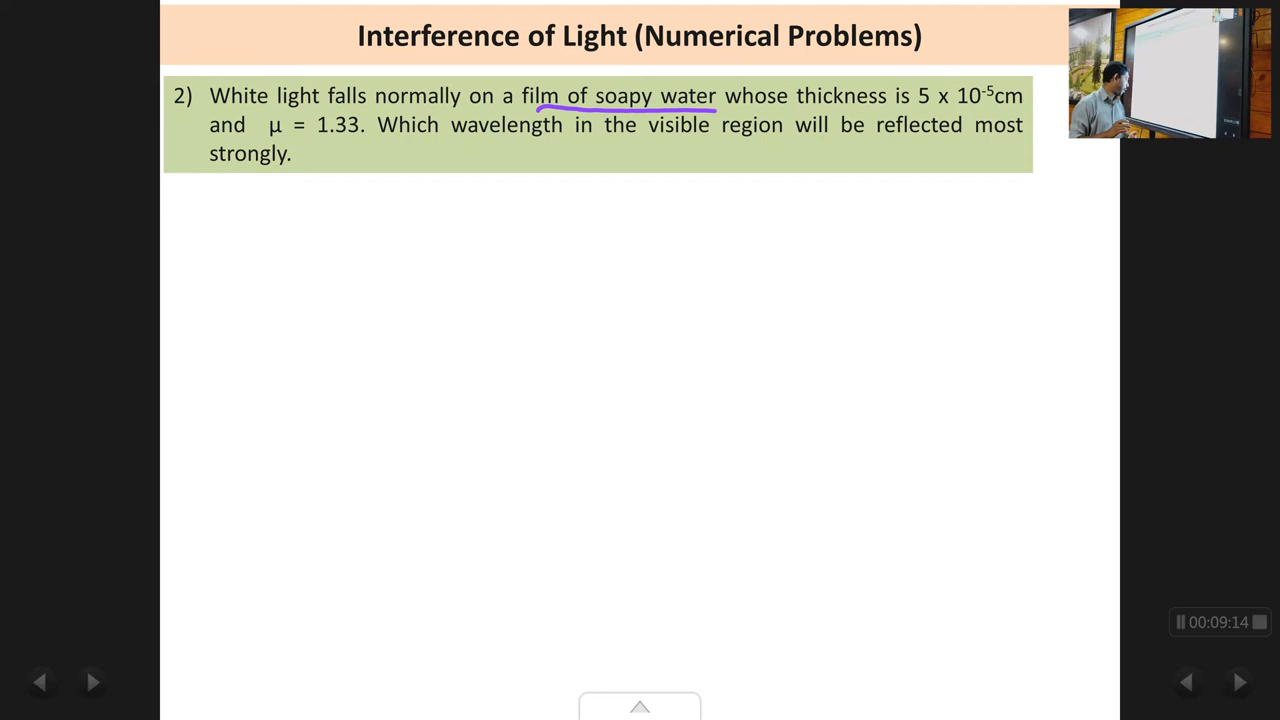 Interference of Light (Numerical Problems)
2) White light falls normally on a film of soapy water whose thickness is 5 x 10⁻⁵cm
and μ = 1.33. Which wavelength in the visible region will be reflected most
strongly.
00:09:14